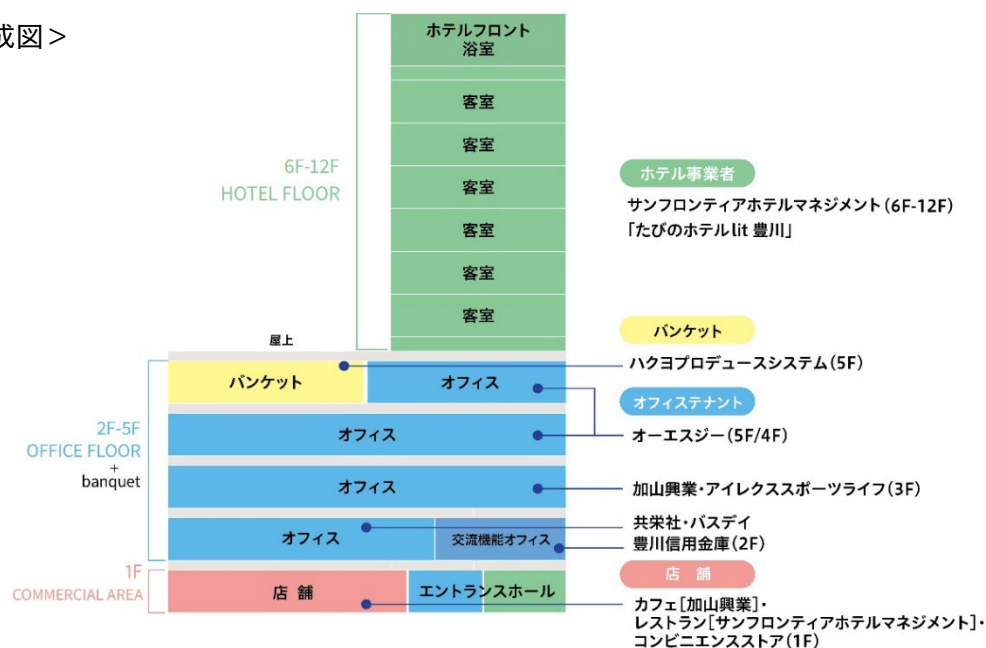 成図>
ホテルフロント
浴室
客室
客室
客室
客室
客室
客室
6F-12F
HOTEL FLOOR
ホテル事業者
サンフロンティアホテルマネジメント(6F-12F)
「たびのホテルlit 豊川」
屋上
バンケット
オフィス
オフィス
オフィス
オフィス
交流機能オフィス
2F-5F
OFFICE FLOOR
+
banquet
バンケット
ハクヨプロデュースシステム(5F)
オフィステナント
オーエスジー(5F/4F)
加山興業・アイレクススポーツライフ(3F)
共栄社・バスデイ
豊川信用金庫(2F)
1F
COMMERCIAL AREA
店 舗
エントランスホール
店 舗
カフェ[加山興業]・
レストラン[サンフロンティアホテルマネジメント]・
コンビニエンスストア(1F)